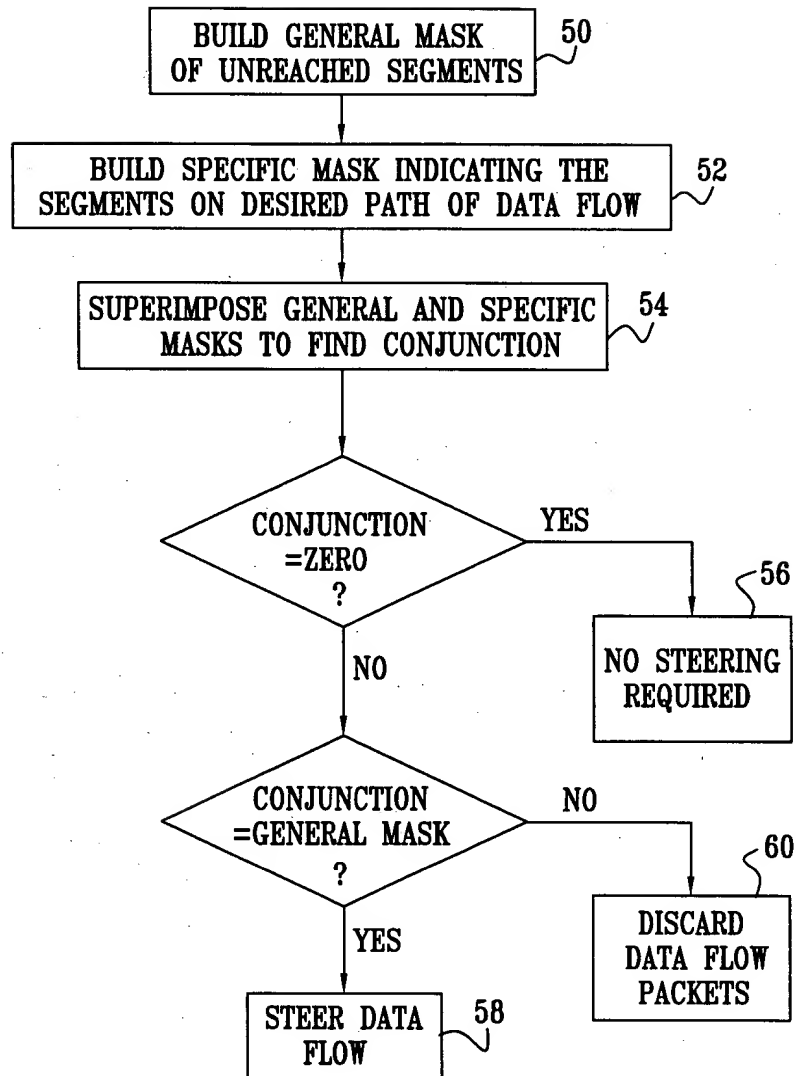 BUILD GENERAL MASK
OF UNREACHED SEGMENTS
50
BUILD SPECIFIC MASK INDICATING THE
SEGMENTS ON DESIRED PATH OF DATA FLOW
52
SUPERIMPOSE GENERAL AND SPECIFIC
MASKS TO FIND CONJUNCTION
54
CONJUNCTION
=ZERO
?
YES
56
NO STEERING
REQUIRED
NO
CONJUNCTION
=GENERAL MASK
?
NO
60
DISCARD
DATA FLOW
PACKETS
YES
STEER DATA
FLOW
58